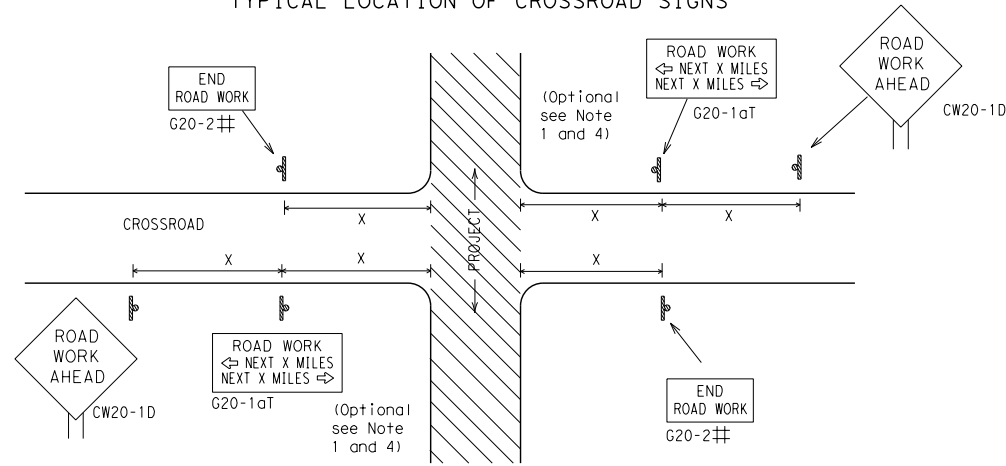 TYPICAL LOCATION OF CROSSROAD SIGNS
END
ROAD WORK
G20-2#
(Optional
see Note
1 and 4)
ROAD WORK
⇦ NEXT X MILES
NEXT X MILES ⇨
G20-1aT
ROAD
WORK
AHEAD
CW20-1D
X
X
X
CROSSROAD
PROJECT
X
X
X
ROAD
WORK
AHEAD
CW20-1D
ROAD WORK
⇦ NEXT X MILES
NEXT X MILES ⇨
G20-1aT
(Optional
see Note
1 and 4)
END
ROAD WORK
G20-2#